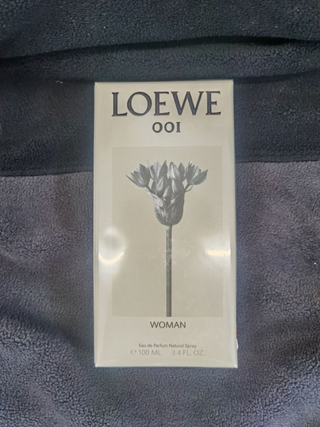 LOEWE
001
WOMAN
Eau de Parfum Natural Spray
℮ 100 ML 3.4 FL. OZ.